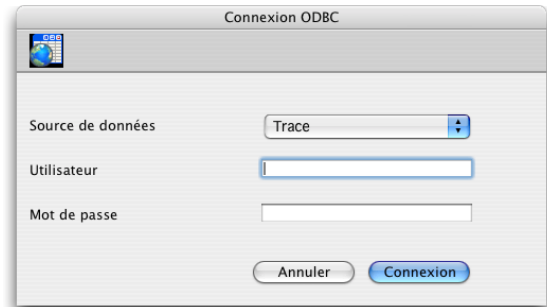 Connexion ODBC
Source de données Trace
Utilisateur
Mot de passe
Annuler Connexion